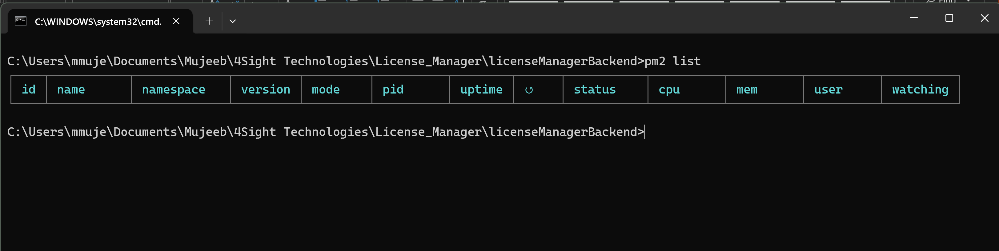 Find
C:\WINDOWS\system32\cmd.
C:\Users\mmuje\Documents\Mujeeb\4Sight Technologies\License_Manager\licenseManagerBackend>pm2 list
id name namespace version mode pid uptime ↺ status cpu mem user watching
C:\Users\mmuje\Documents\Mujeeb\4Sight Technologies\License_Manager\licenseManagerBackend>